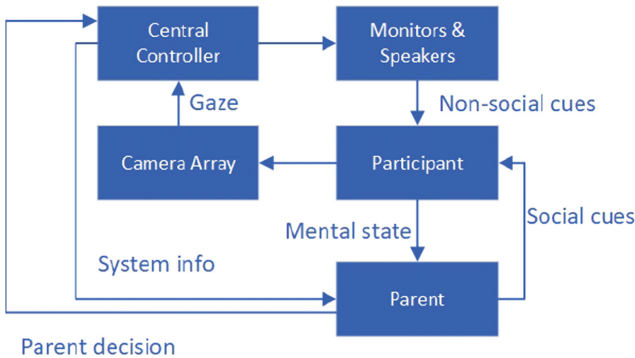 Central
Controller
Monitors &
Speakers
Gaze
Non-social cues
Camera Array
Participant
Mental state
Social cues
System info
Parent
Parent decision